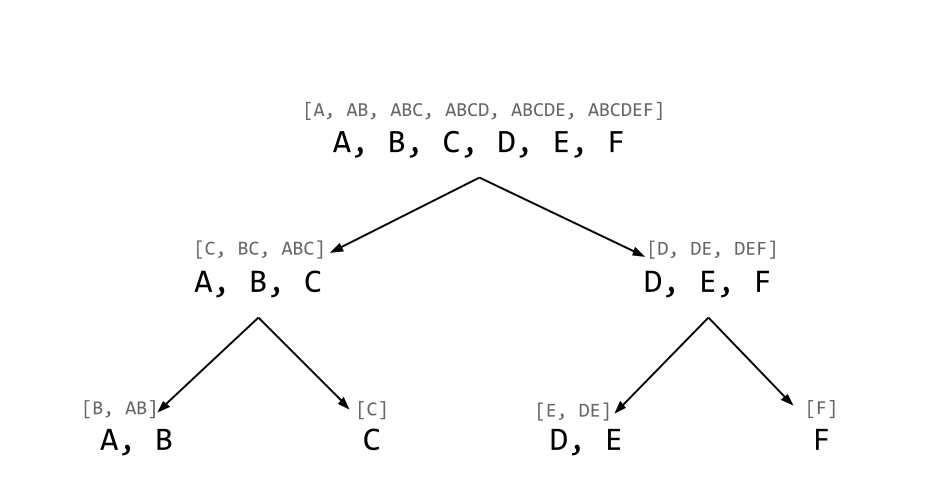 [A, AB, ABC, ABCD, ABCDE, ABCDEF]
A, B, C, D, E, F
[C, BC, ABC]
[D, DE, DEF]
A, B, C
D, E, F
[B, AB]
[C]
[E, DE]
[F]
A, B
C
D, E
F